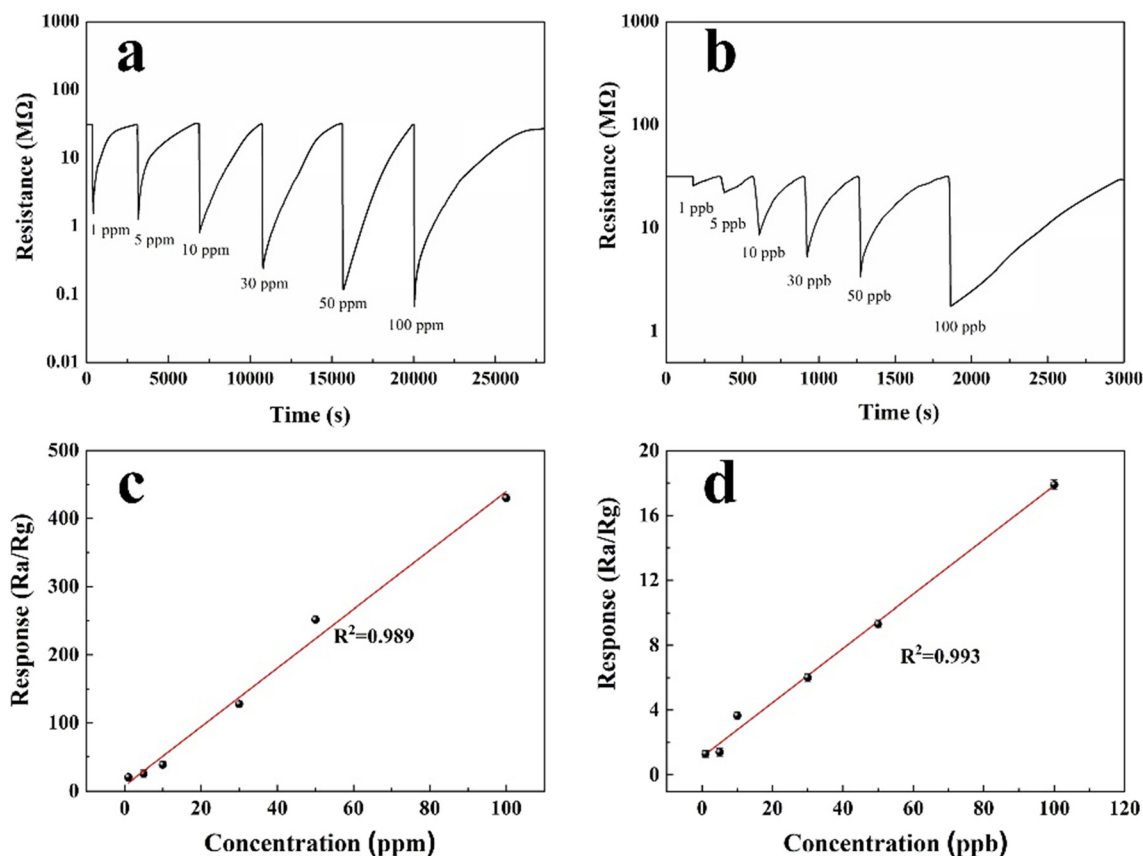 a
1000
100
10
1
0.1
0.01
Resistance (MΩ)
1 ppm
5 ppm
10 ppm
30 ppm
50 ppm
100 ppm
0
5000
10000
15000
20000
25000
Time (s)
b
1000
100
10
1
Resistance (MΩ)
1 ppb
5 ppb
10 ppb
30 ppb
50 ppb
100 ppb
0
500
1000
1500
2000
2500
3000
Time (s)
c
500
400
300
200
100
0
Response (Ra/Rg)
R²=0.989
0
20
40
60
80
100
Concentration (ppm)
d
20
16
12
8
4
0
Response (Ra/Rg)
R²=0.993
0
20
40
60
80
100
120
Concentration (ppb)